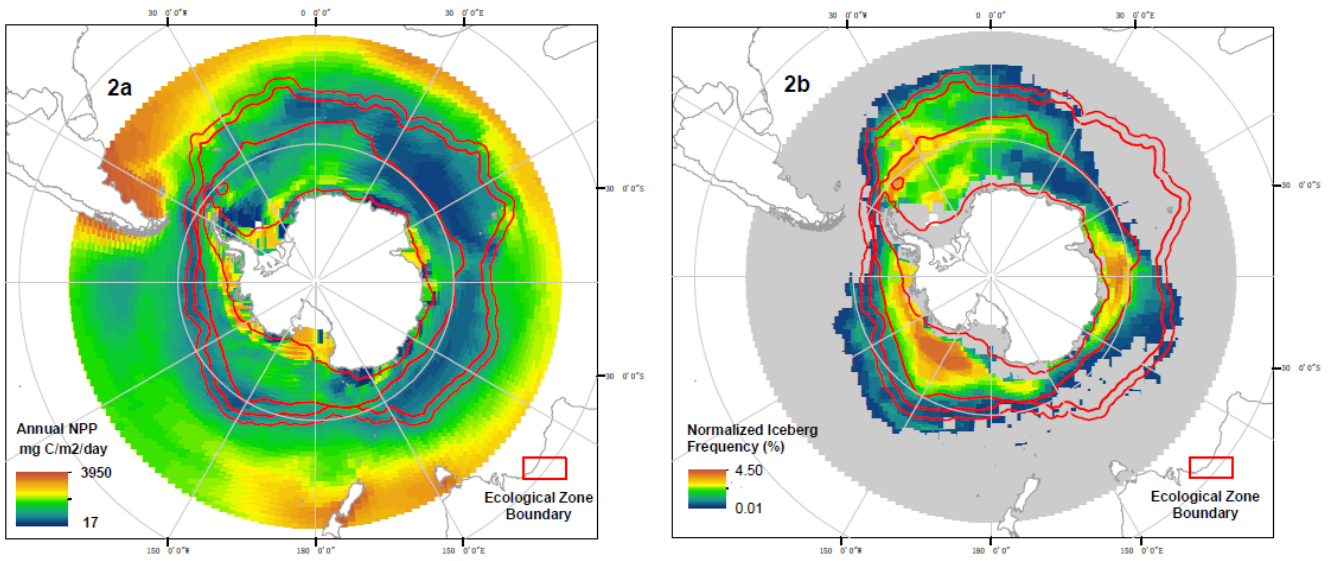 30 0'0"W
0 0'0"
30 0'0"E
2a
30 0'0"S
30 0'0"S
Annual NPP
mg C/m2/day
3950
17
Ecological Zone
Boundary
150 0'0"W
180 0'0"
150 0'0"E
30 0'0"W
0 0'0"
30 0'0"E
2b
30 0'0"S
30 0'0"S
Normalized Iceberg
Frequency (%)
4.50
0.01
Ecological Zone
Boundary
150 0'0"W
180 0'0"
150 0'0"E